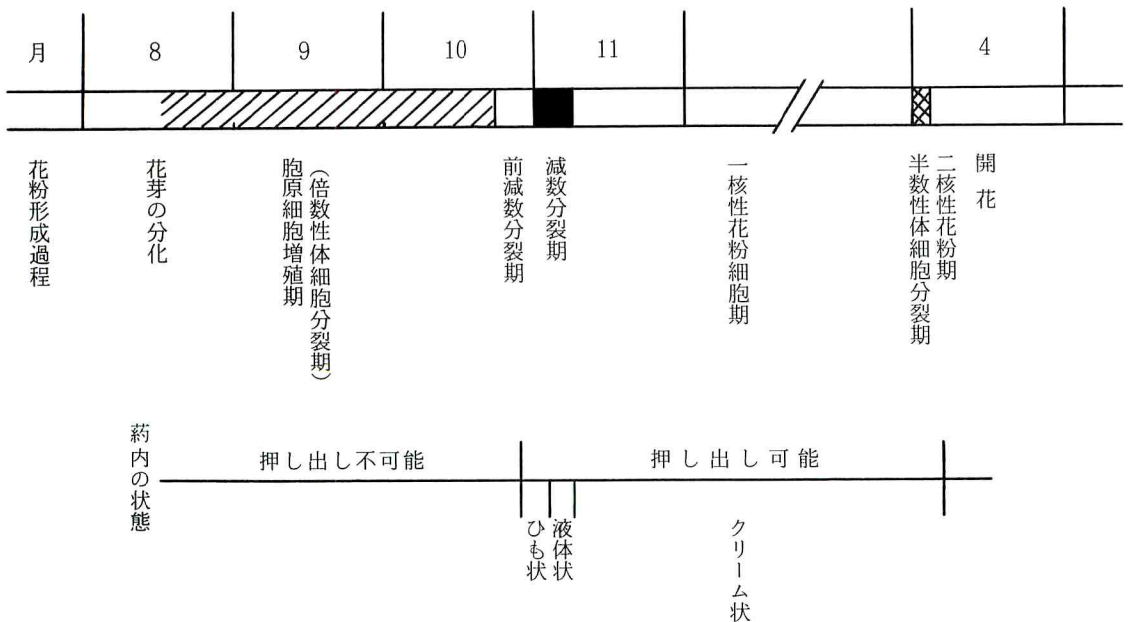 月
8
9
10
11
4
花粉形成過程
花芽の分化
胞原細胞増殖期
(倍数性体細胞分裂期)
前減数分裂期
減数分裂期
一核性花粉細胞期
半数性体細胞分裂期
二核性花粉期
開花
葯内の状態
押し出し不可能
押し出し可能
ひも状
液体状
クリーム状